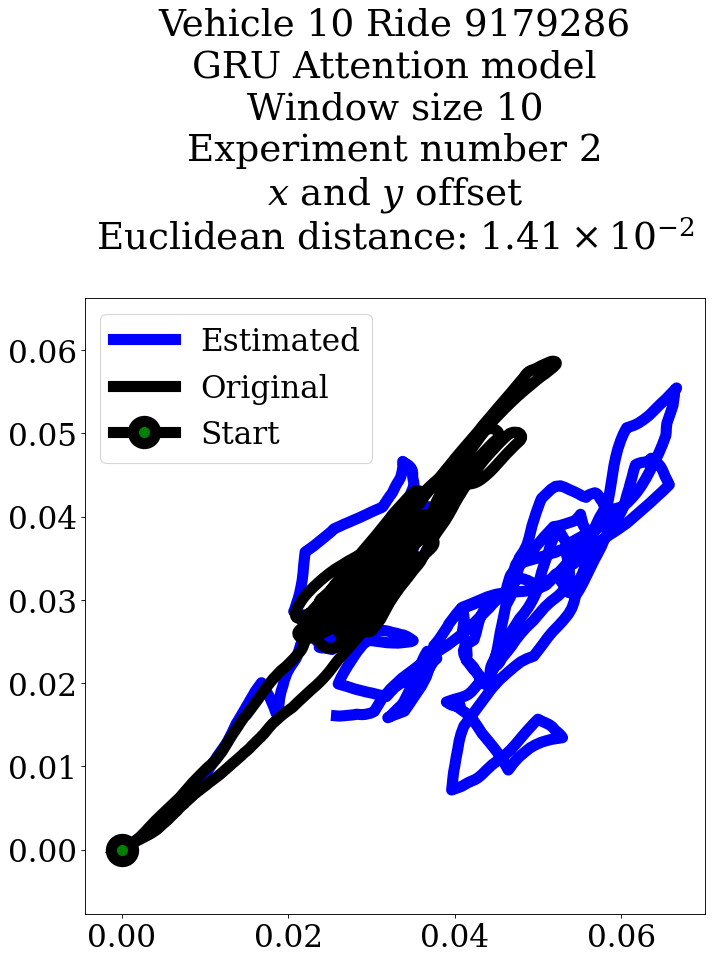 Vehicle 10 Ride 9179286
GRU Attention model
Window size 10
Experiment number 2
x and y offset
Euclidean distance: 1.41 × 10⁻²
Estimated
Original
Start
0.06
0.05
0.04
0.03
0.02
0.01
0.00
0.00 0.02 0.04 0.06